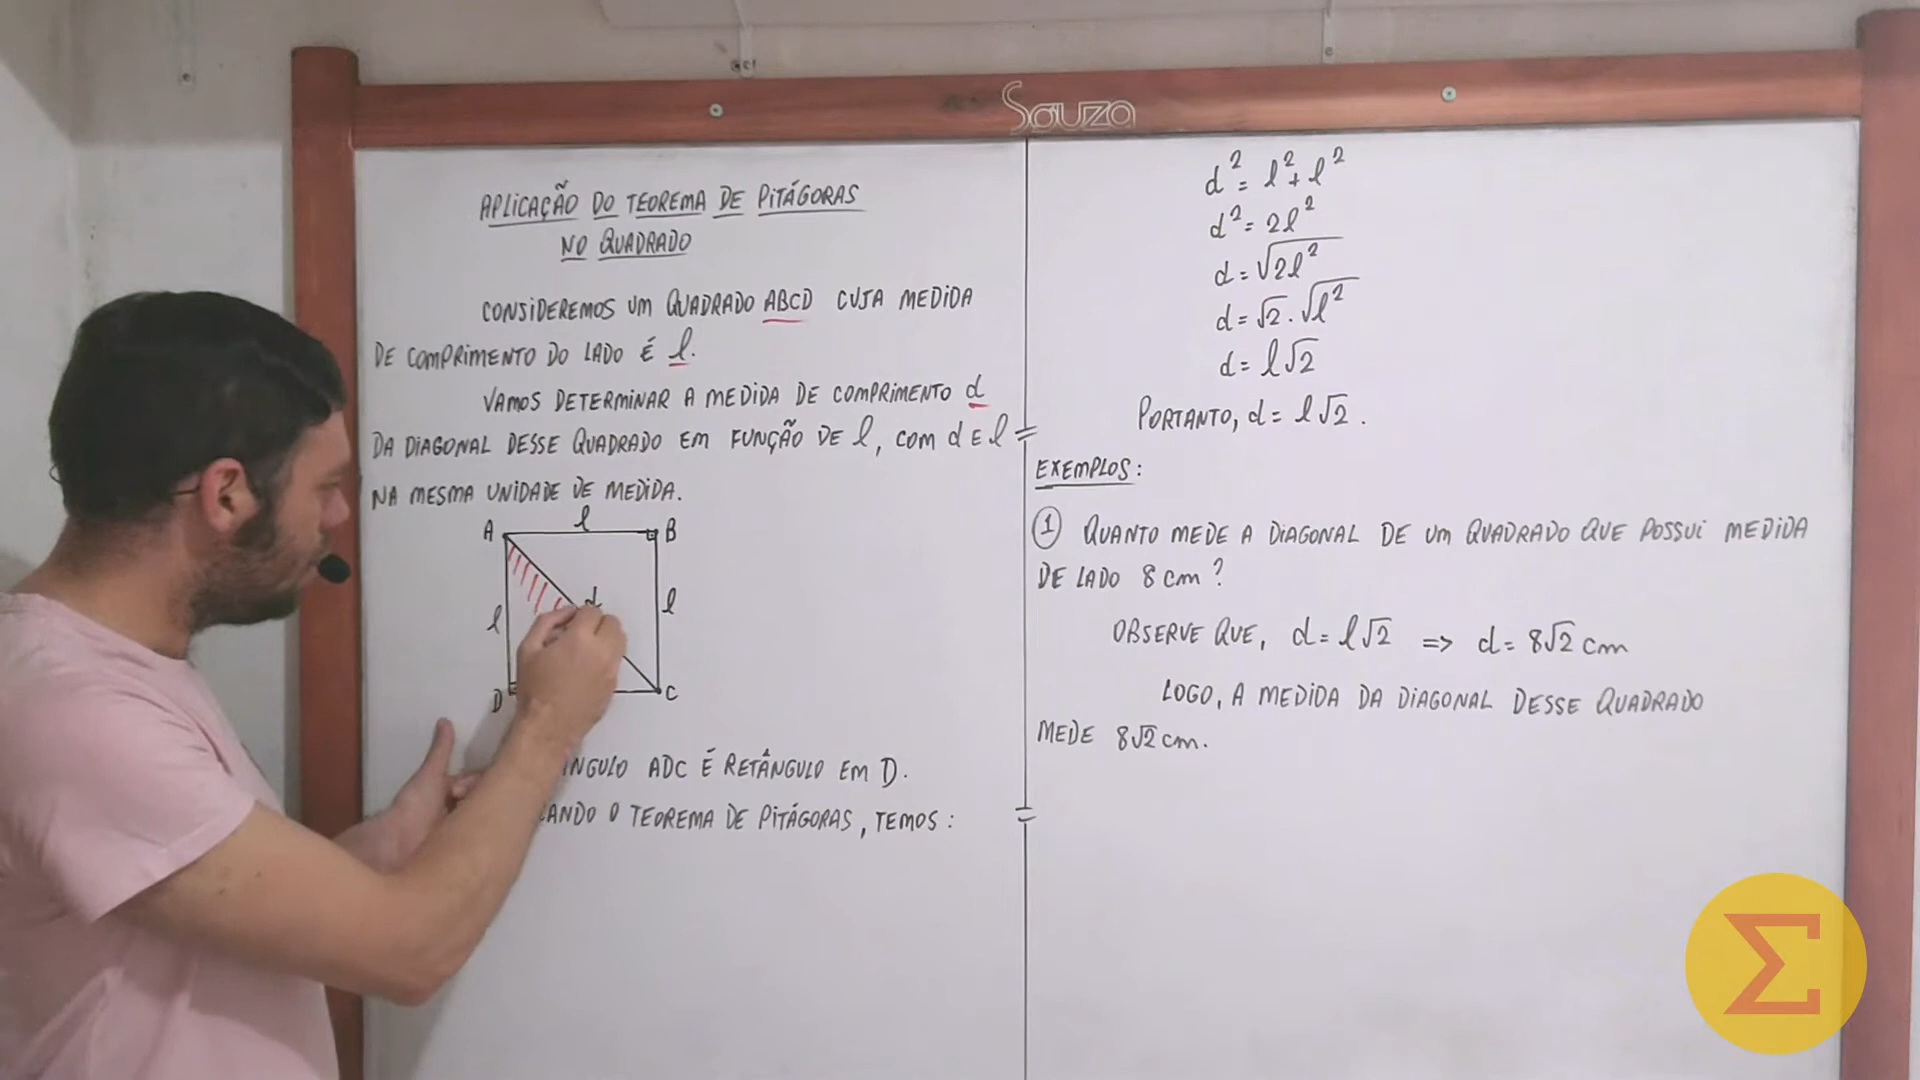 Souza
APLICAÇÃO DO TEOREMA DE PITÁGORAS
NO QUADRADO
CONSIDEREMOS UM QUADRADO ABCD CUJA MEDIDA
DE COMPRIMENTO DO LADO É l.
VAMOS DETERMINAR A MEDIDA DE COMPRIMENTO d
DA DIAGONAL DESSE QUADRADO EM FUNÇÃO DE l, COM d E l
NA MESMA UNIDADE DE MEDIDA.
A l B
l d l
D C
ADC É RETÂNGULO EM D.
O TEOREMA DE PITÁGORAS, TEMOS:
d² = l² + l²
d² = 2l²
d = √2l²
d = √2 . √l²
d = l√2
PORTANTO, d = l√2.
EXEMPLOS:
1 QUANTO MEDE A DIAGONAL DE UM QUADRADO QUE POSSUI MEDIDA
DE LADO 8 cm?
OBSERVE QUE, d = l√2 => d = 8√2 cm
LOGO, A MEDIDA DA DIAGONAL DESSE QUADRADO
MEDE 8√2 cm.
Σ